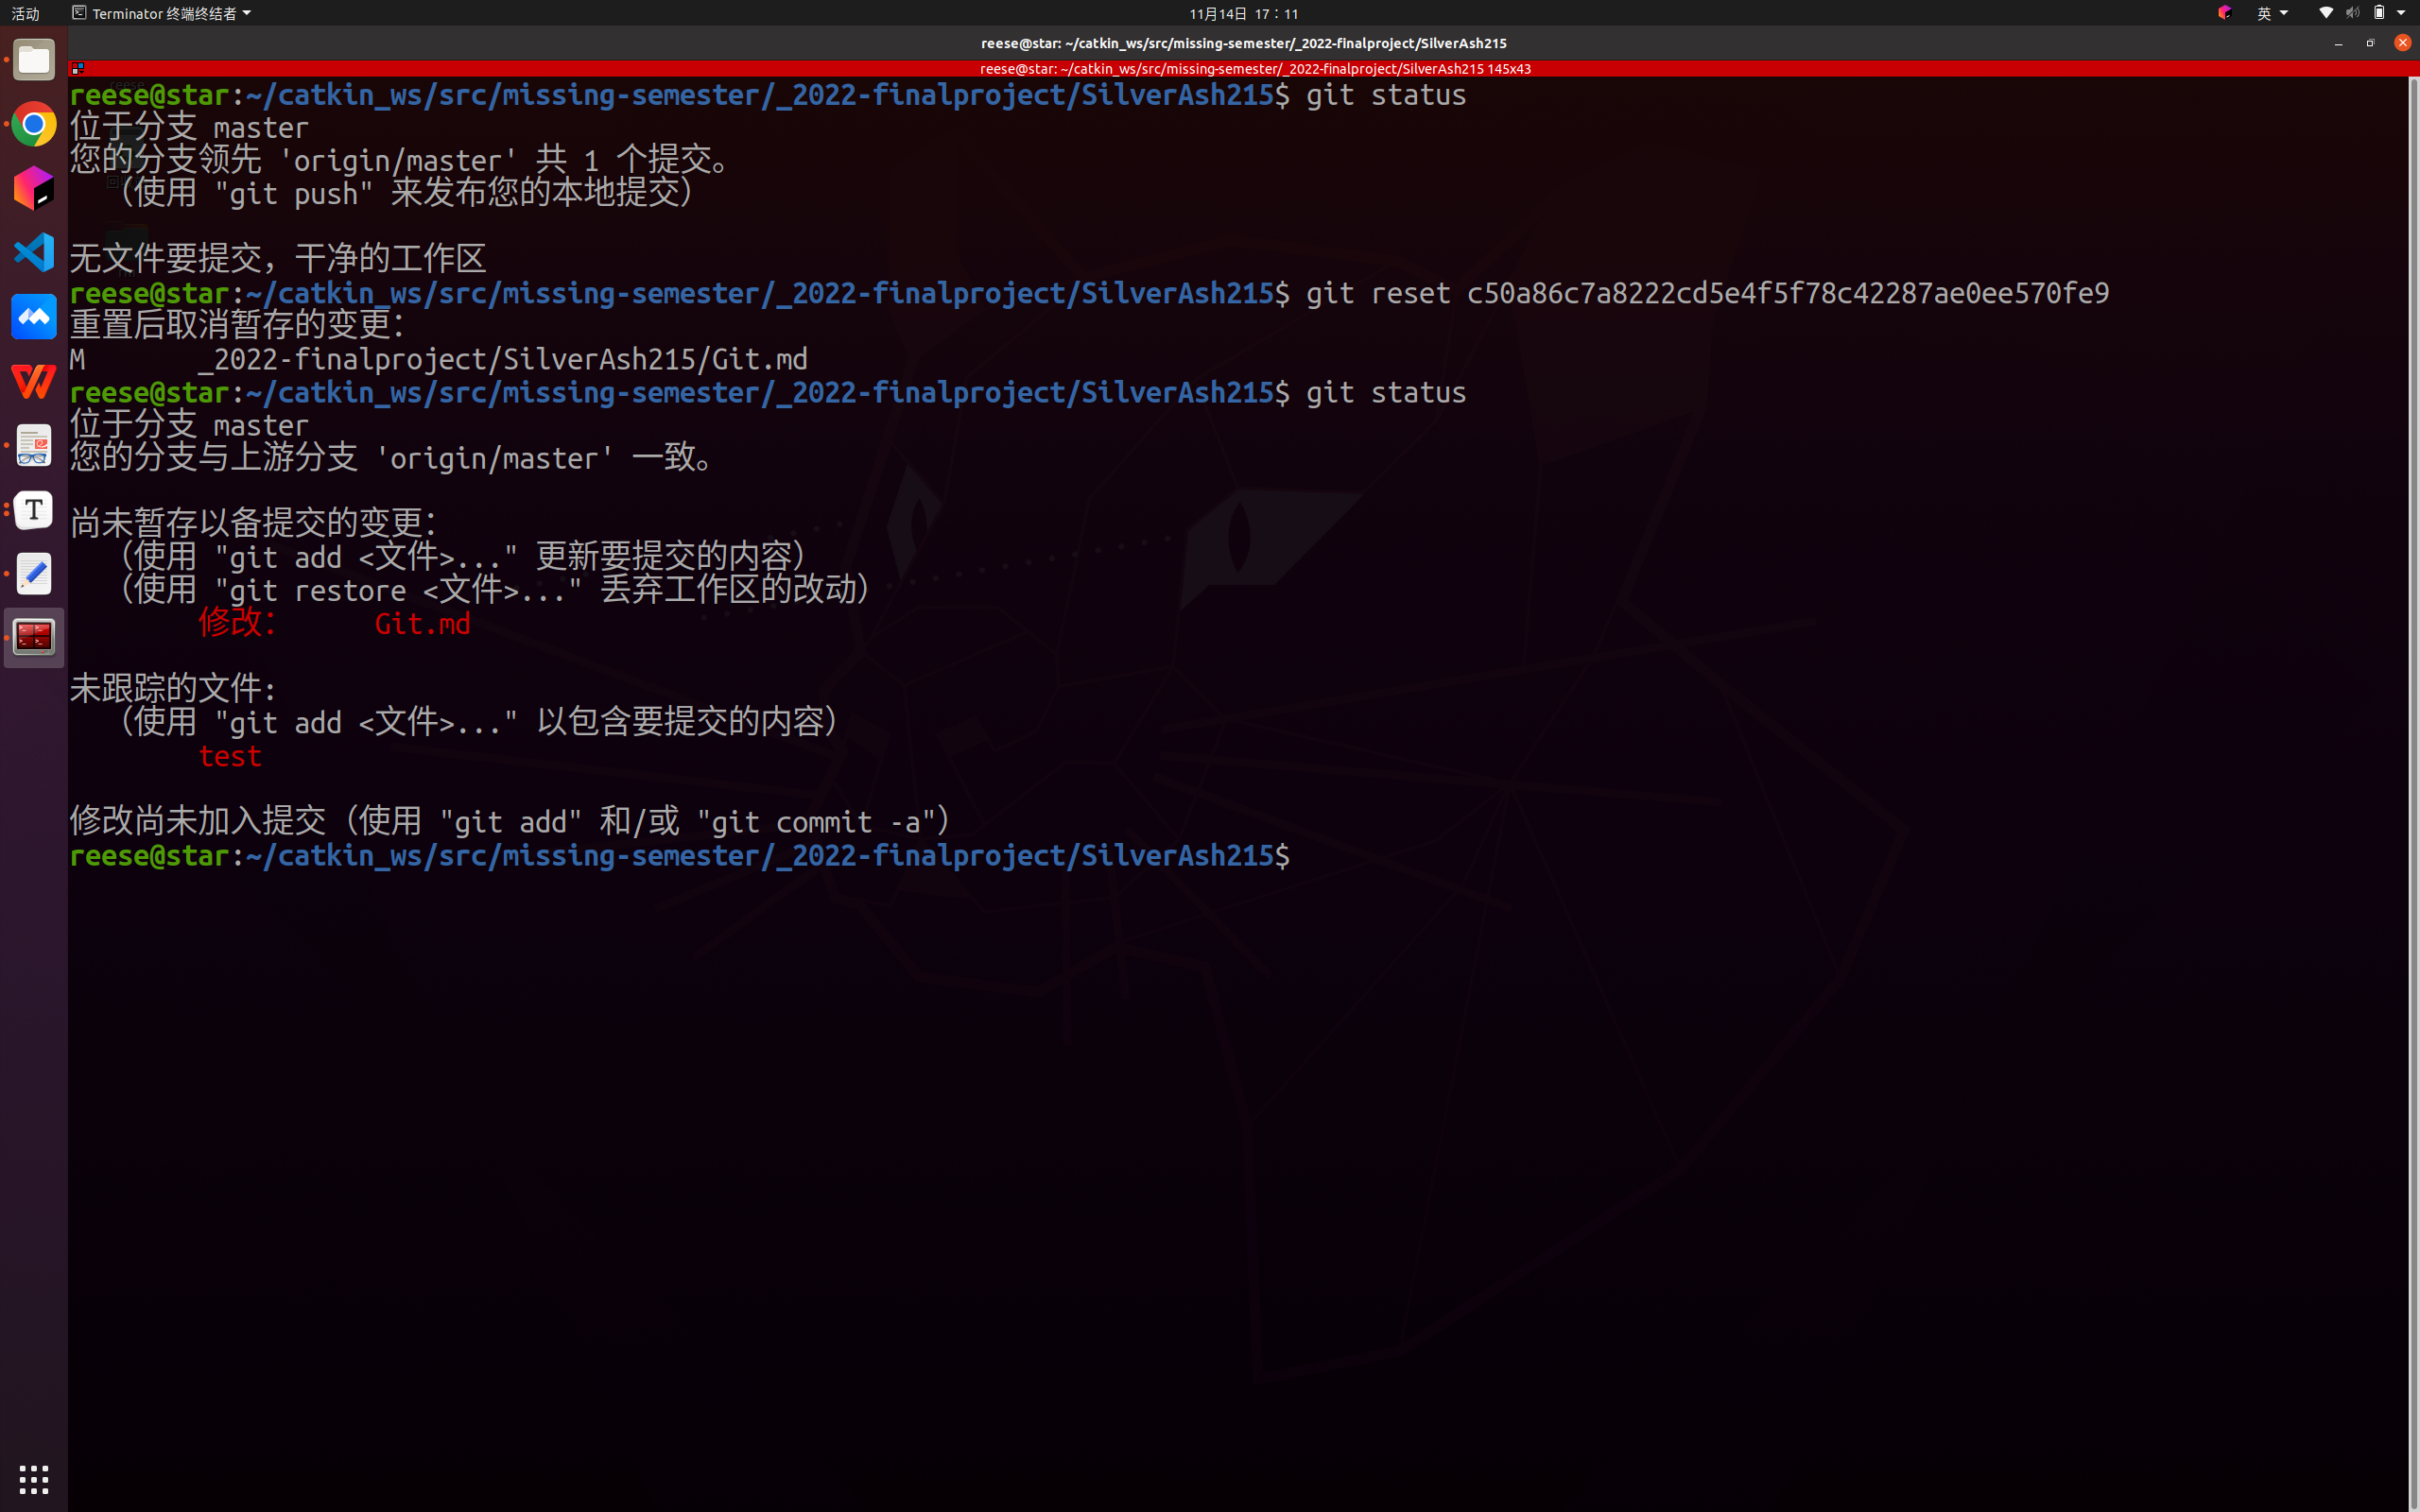 活动
Terminator 终端终结者
11月14日 17：11
英
reese@star: ~/catkin_ws/src/missing-semester/_2022-finalproject/SilverAsh215
reese@star: ~/catkin_ws/src/missing-semester/_2022-finalproject/SilverAsh215 145x43
reese@star:~/catkin_ws/src/missing-semester/_2022-finalproject/SilverAsh215$ git status
位于分支 master
您的分支领先 'origin/master' 共 1 个提交。
（使用 "git push" 来发布您的本地提交）
无文件要提交，干净的工作区
reese@star:~/catkin_ws/src/missing-semester/_2022-finalproject/SilverAsh215$ git reset c50a86c7a8222cd5e4f5f78c42287ae0ee570fe9
重置后取消暂存的变更：
M _2022-finalproject/SilverAsh215/Git.md
reese@star:~/catkin_ws/src/missing-semester/_2022-finalproject/SilverAsh215$ git status
位于分支 master
您的分支与上游分支 'origin/master' 一致。
尚未暂存以备提交的变更：
（使用 "git add <文件>..." 更新要提交的内容）
（使用 "git restore <文件>..." 丢弃工作区的改动）
修改： Git.md
未跟踪的文件:
（使用 "git add <文件>..." 以包含要提交的内容）
test
修改尚未加入提交（使用 "git add" 和/或 "git commit -a"）
reese@star:~/catkin_ws/src/missing-semester/_2022-finalproject/SilverAsh215$